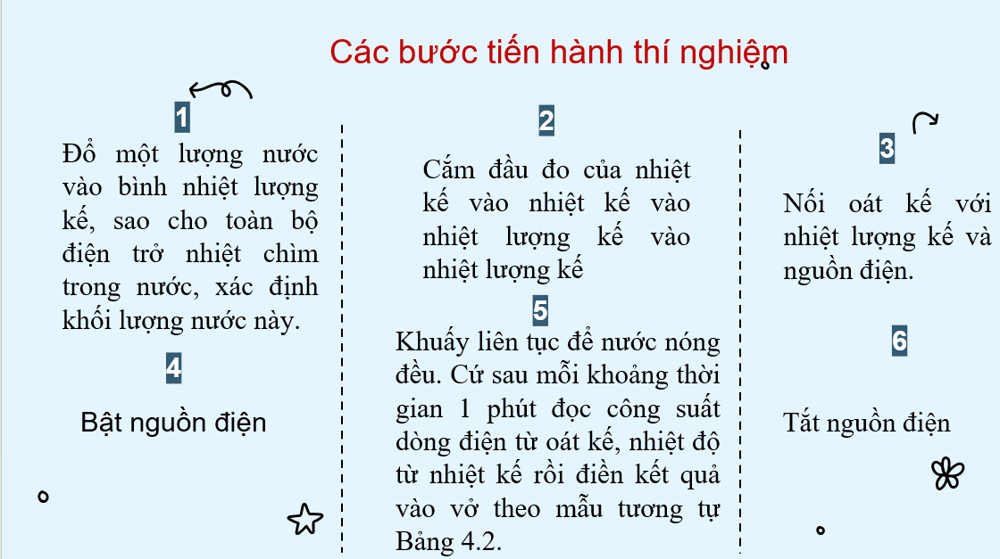 Các bước tiến hành thí nghiệm
1
Đổ một lượng nước
vào bình nhiệt lượng
kế, sao cho toàn bộ
điện trở nhiệt chìm
trong nước, xác định
khối lượng nước này.
2
Cắm đầu đo của nhiệt
kế vào nhiệt kế vào
nhiệt lượng kế vào
nhiệt lượng kế
3
Nối oát kế với
nhiệt lượng kế và
nguồn điện.
4
Bật nguồn điện
5
Khuấy liên tục để nước nóng
đều. Cứ sau mỗi khoảng thời
gian 1 phút đọc công suất
dòng điện từ oát kế, nhiệt độ
từ nhiệt kế rồi điền kết quả
vào vở theo mẫu tương tự
Bảng 4.2.
6
Tắt nguồn điện